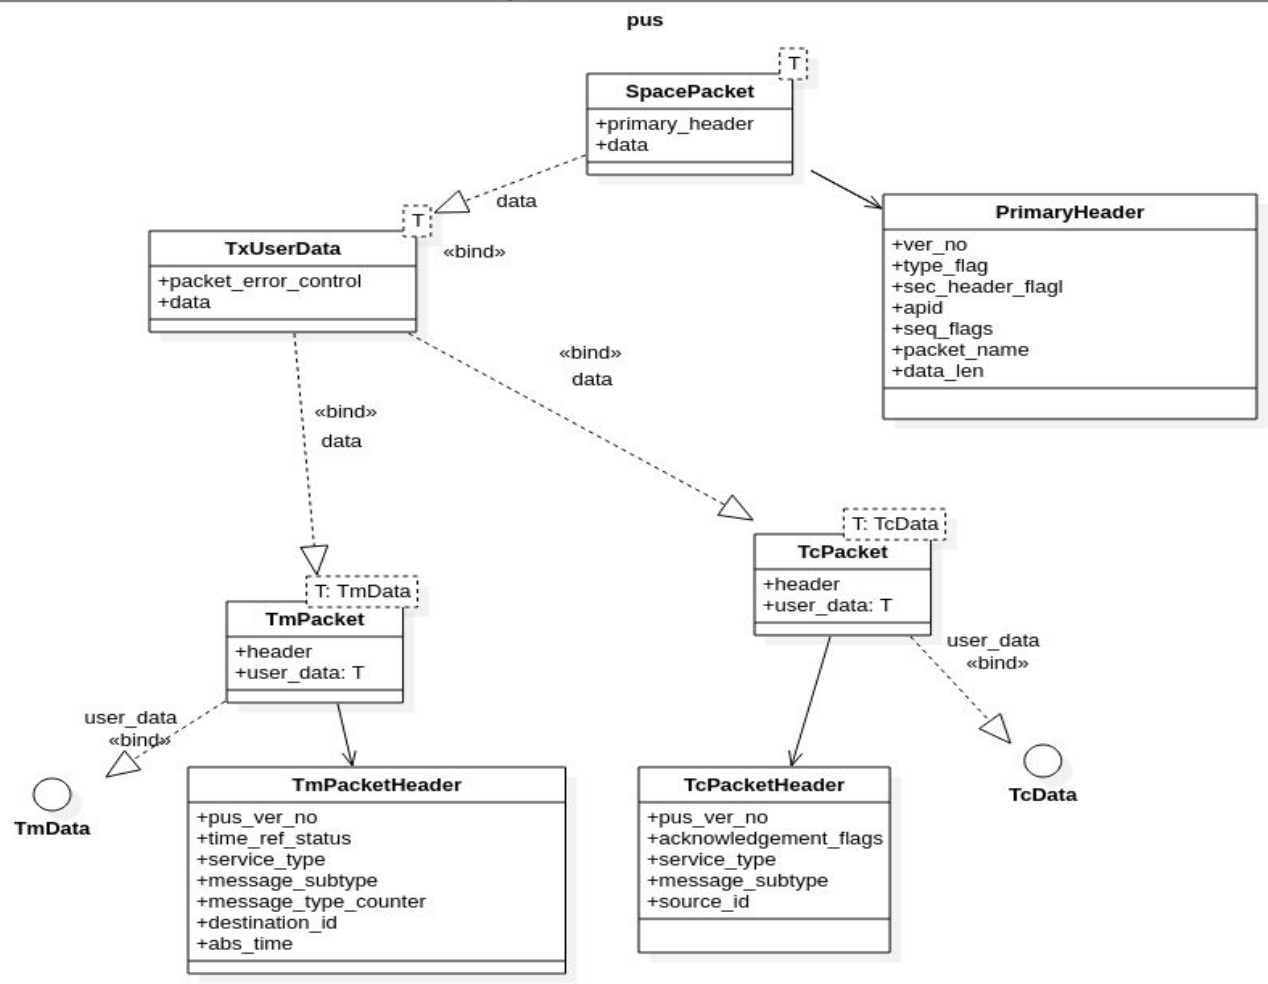 pus
T
SpacePacket
+primary_header
+data
data
«bind»
T
TxUserData
+packet_error_control
+data
PrimaryHeader
+ver_no
+type_flag
+sec_header_flagl
+apid
+seq_flags
+packet_name
+data_len
«bind»
data
«bind»
data
T: TcData
TcPacket
+header
+user_data: T
T: TmData
TmPacket
+header
+user_data: T
user_data
«bind»
user_data
«bind»
TmData
TmPacketHeader
+pus_ver_no
+time_ref_status
+service_type
+message_subtype
+message_type_counter
+destination_id
+abs_time
TcPacketHeader
+pus_ver_no
+acknowledgement_flags
+service_type
+message_subtype
+source_id
TcData